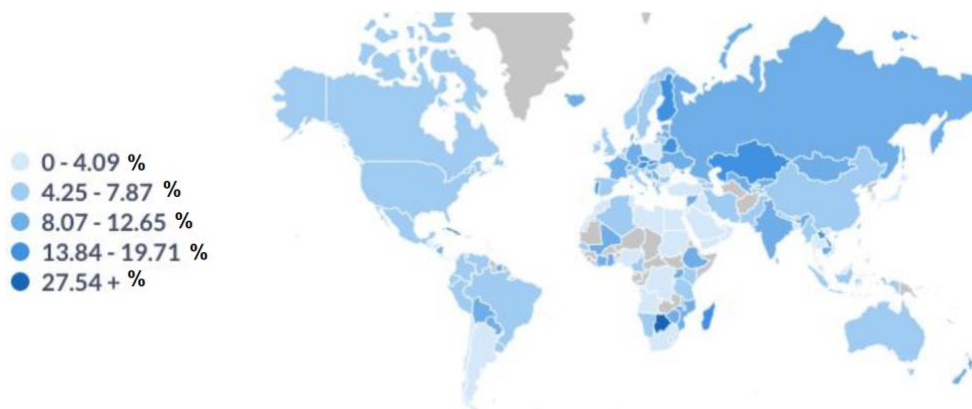 0 - 4.09 %
4.25 - 7.87 %
8.07 - 12.65 %
13.84 - 19.71 %
27.54 + %